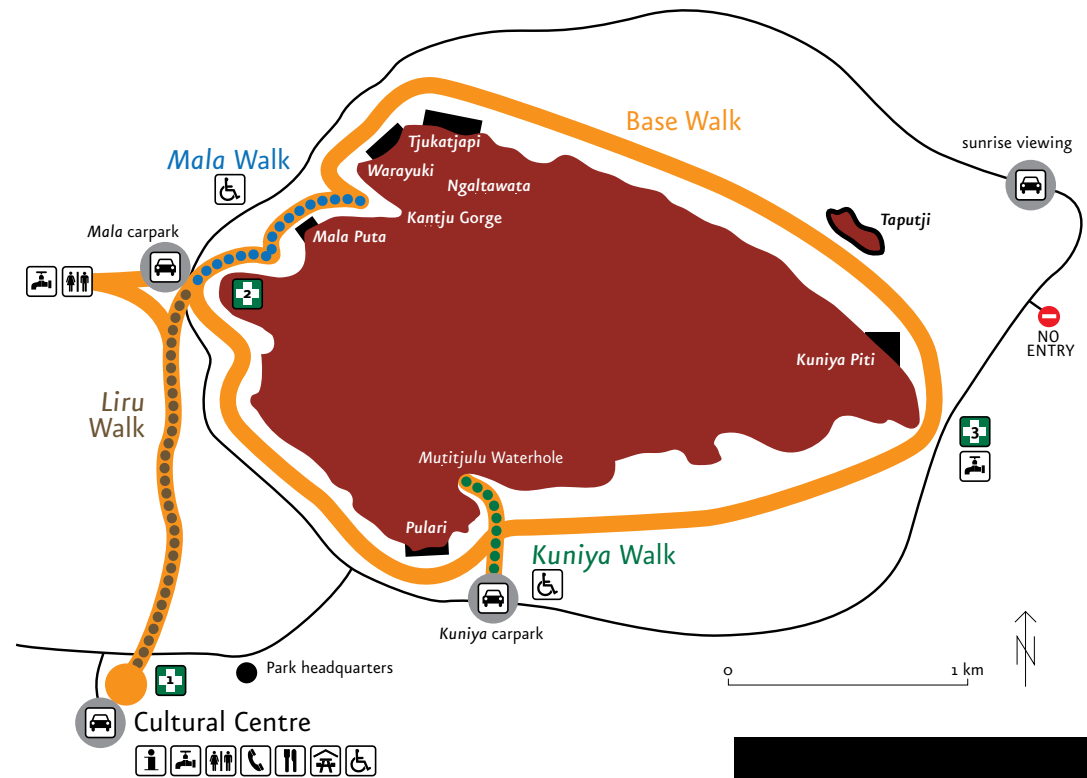 Base Walk
sunrise viewing
Tjukatjapi
Mala Walk
Warayuki
Ngaltawata
Taputji
Kantju Gorge
Mala carpark
Mala Puta
2
NO
ENTRY
Kuniya Piti
Liru
Walk
3
Mutitjulu Waterhole
Pulari
Kuniya Walk
Kuniya carpark
N
Park headquarters
0
1 km
1
Cultural Centre
i